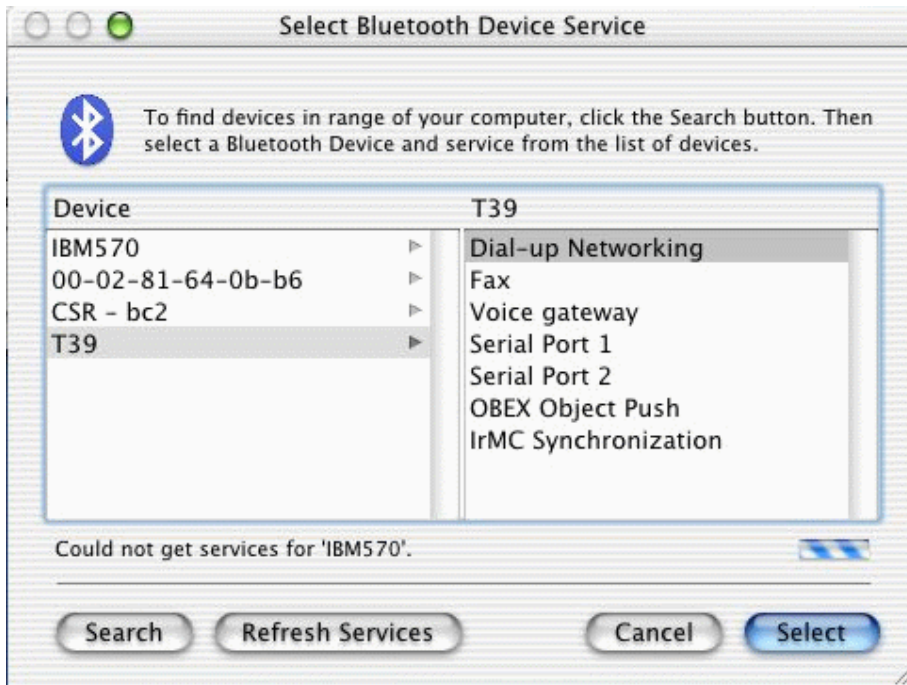 Select Bluetooth Device Service
To find devices in range of your computer, click the Search button. Then
select a Bluetooth Device and service from the list of devices.
Device T39
IBM570 Dial-up Networking
00-02-81-64-0b-b6 Fax
CSR - bc2 Voice gateway
T39 Serial Port 1
Serial Port 2
OBEX Object Push
IrMC Synchronization
Could not get services for 'IBM570'.
Search Refresh Services Cancel Select